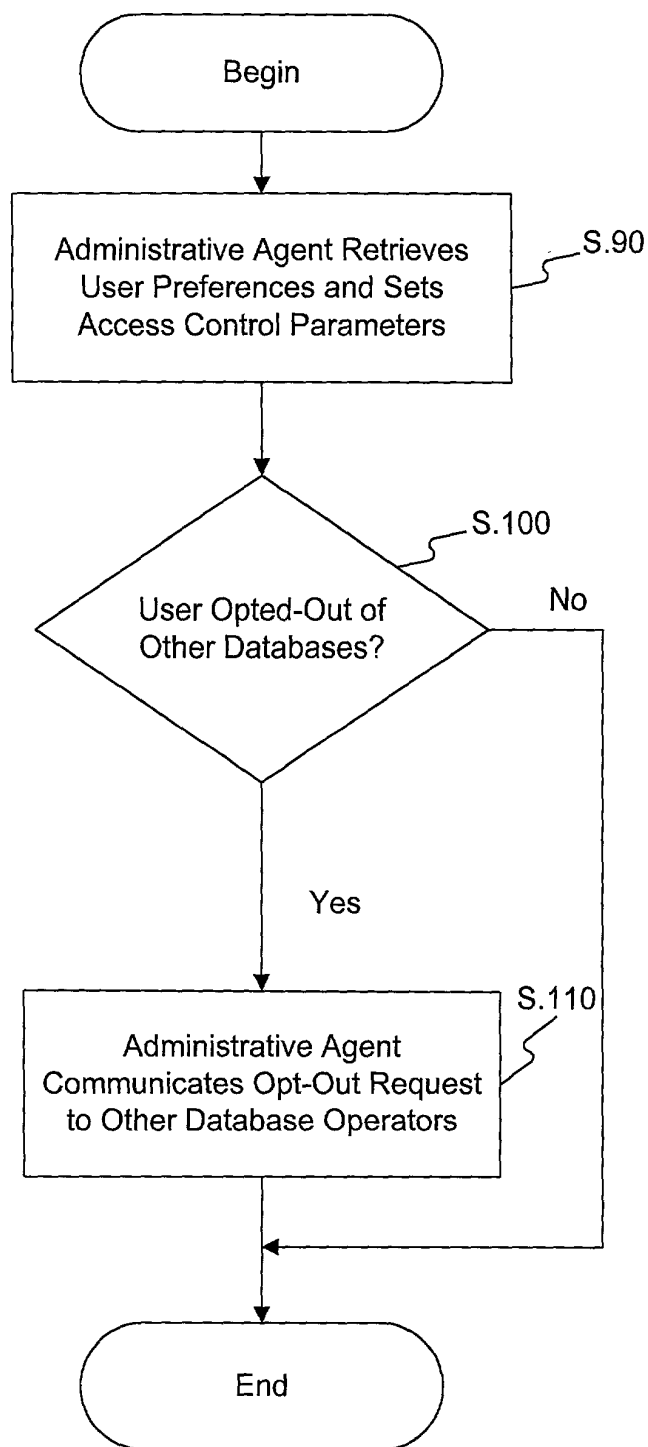 Begin
Administrative Agent Retrieves
User Preferences and Sets
Access Control Parameters
S.90
S.100
User Opted-Out of
Other Databases?
No
Yes
S.110
Administrative Agent
Communicates Opt-Out Request
to Other Database Operators
End